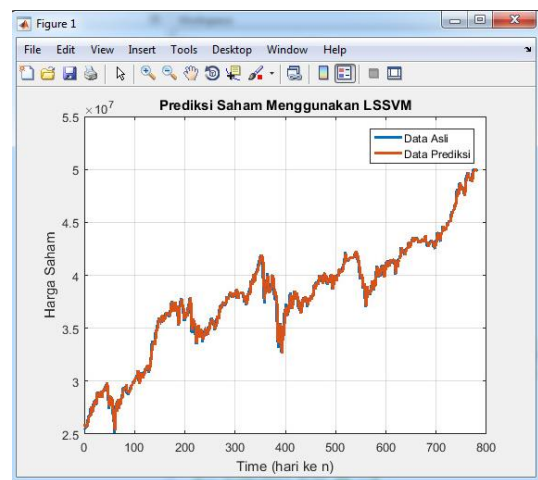 Figure 1
File Edit View Insert Tools Desktop Window Help
×10⁷
Prediksi Saham Menggunakan LSSVM
5.5
Data Asli
Data Prediksi
5
4.5
4
3.5
3
2.5
Harga Saham
0 100 200 300 400 500 600 700 800
Time (hari ke n)